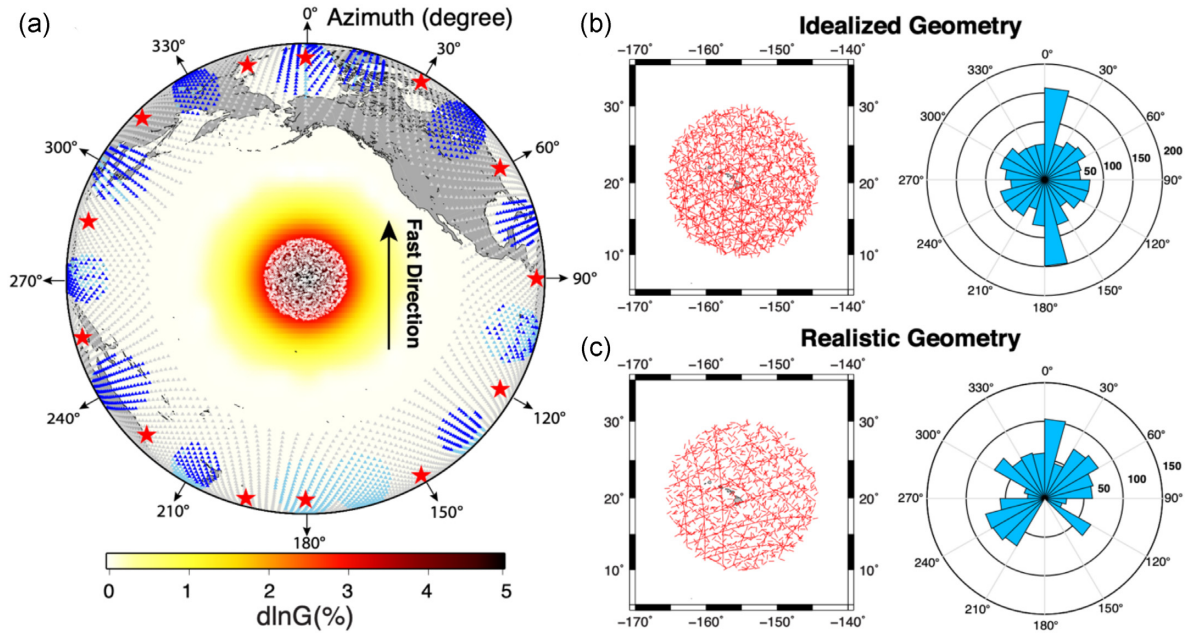 (a)
Azimuth (degree)
0°
30°
60°
90°
120°
150°
180°
210°
240°
270°
300°
330°
Fast Direction
0 1 2 3 4 5
dlnG(%)
(b)
Idealized Geometry
−170° −160° −150° −140°
30° 30°
20° 20°
10° 10°
−170° −160° −150° −140°
0°
30°
60°
90°
120°
150°
180°
210°
240°
270°
300°
330°
50 100 150 200
(c)
Realistic Geometry
−170° −160° −150° −140°
30° 30°
20° 20°
10° 10°
−170° −160° −150° −140°
0°
30°
60°
90°
120°
150°
180°
210°
240°
270°
300°
330°
50 100 150